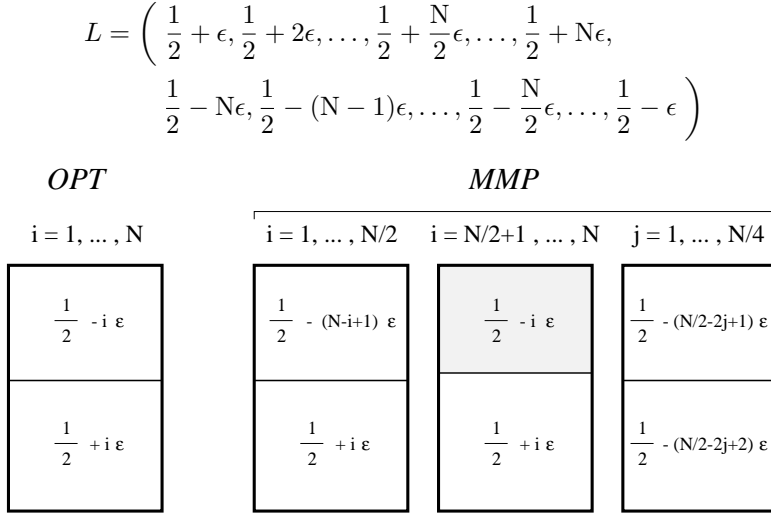 L = ( 1/2 + ϵ, 1/2 + 2ϵ, . . . , 1/2 + N/2 ϵ, . . . , 1/2 + Nϵ,
1/2 − Nϵ, 1/2 − (N − 1)ϵ, . . . , 1/2 − N/2 ϵ, . . . , 1/2 − ϵ )
OPT MMP
i = 1, ... , N i = 1, ... , N/2 i = N/2+1 , ... , N j = 1, ... , N/4
1/2 - i ε 1/2 - (N-i+1) ε 1/2 - i ε 1/2 - (N/2-2j+1) ε
1/2 + i ε 1/2 + i ε 1/2 + i ε 1/2 - (N/2-2j+2) ε